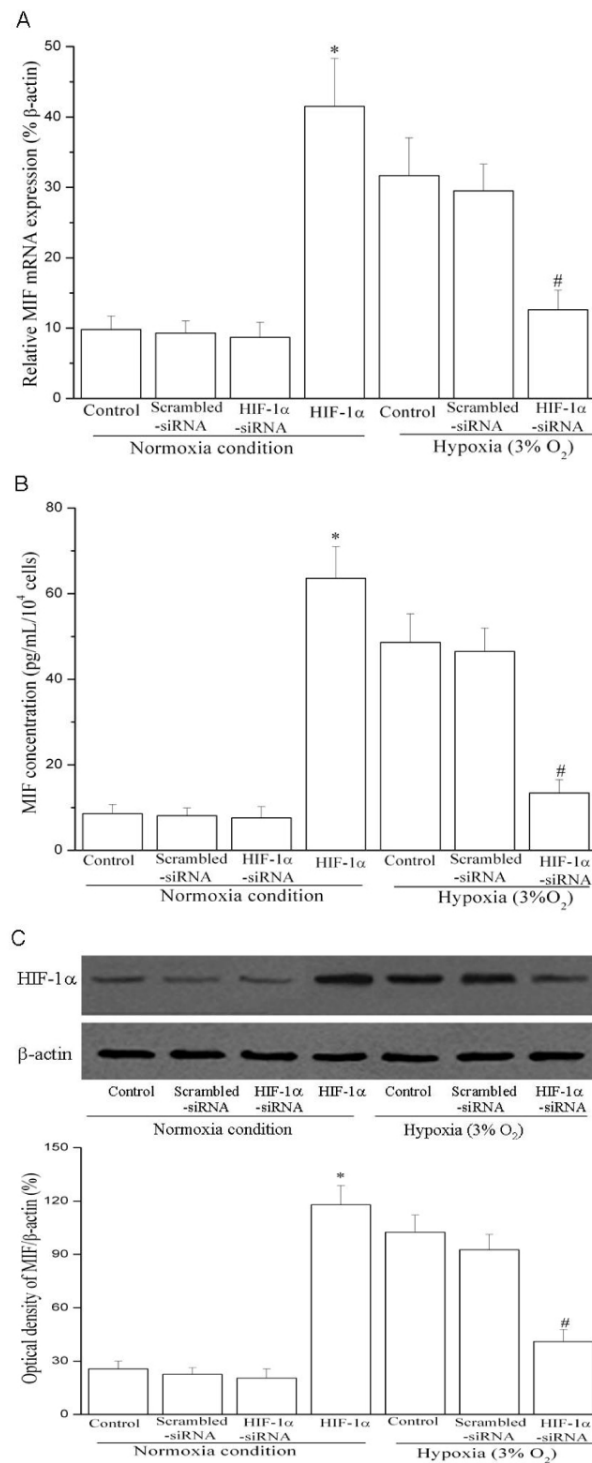 A
Relative MIF mRNA expression (% β-actin)
50
40
30
20
10
0
*
#
Control Scrambled HIF-1α HIF-1α Control Scrambled HIF-1α
-siRNA -siRNA -siRNA -siRNA
Normoxia condition Hypoxia (3% O₂)
B
MIF concentration (pg/mL/10⁴ cells)
80
60
40
20
0
*
#
Control Scrambled HIF-1α HIF-1α Control Scrambled HIF-1α
-siRNA -siRNA -siRNA -siRNA
Normoxia condition Hypoxia (3%O₂)
C
HIF-1α
β-actin
Control Scrambled HIF-1α HIF-1α Control Scrambled HIF-1α
-siRNA -siRNA -siRNA -siRNA
Normoxia condition Hypoxia (3% O₂)
Optical density of MIF/β-actin (%)
150
120
90
60
30
0
*
#
Control Scrambled HIF-1α HIF-1α Control Scrambled HIF-1α
-siRNA -siRNA -siRNA -siRNA
Normoxia condition Hypoxia (3% O₂)